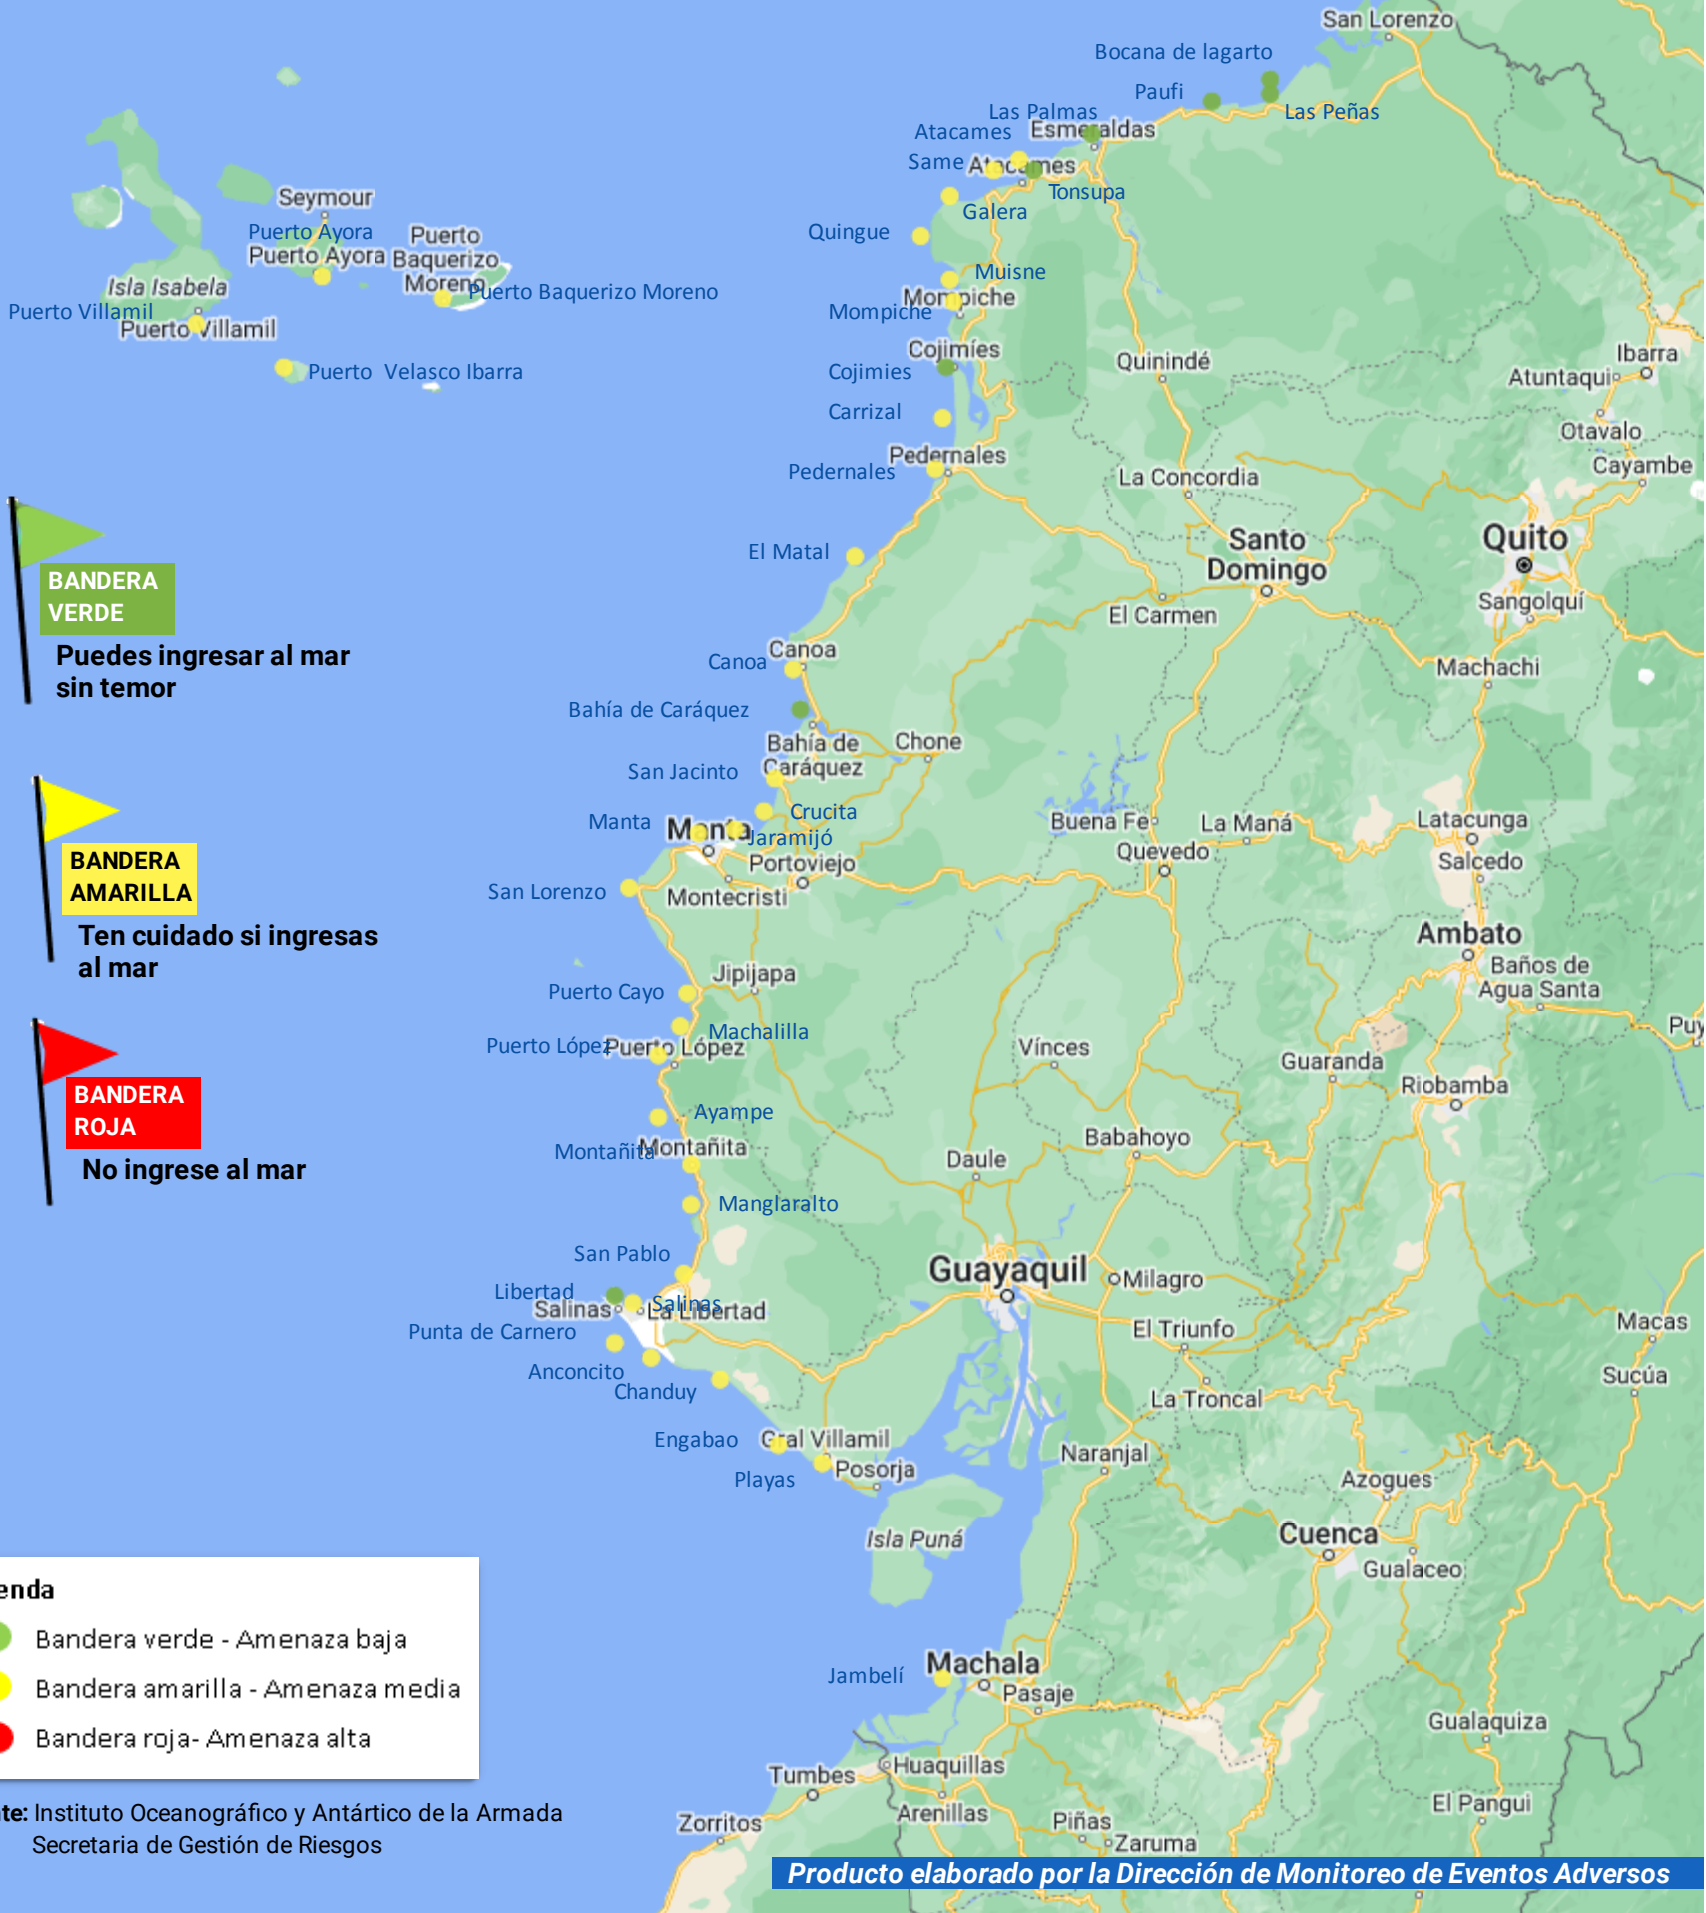 San Lorenzo
Bocana de lagarto
Paufi
Las Peñas
Las Palmas
Esmeraldas
Atacames
Same
Atacames
Tonsupa
Galera
Quingue
Muisne
Mompiche
Mompiche
Cojimíes
Cojimies
Carrizal
Pedernales
Pedernales
El Matal
Canoa
Canoa
Bahía de Caráquez
Bahía de
Caráquez
Chone
San Jacinto
Crucita
Manta
Manta
Jaramijó
Portoviejo
Montecristi
San Lorenzo
Jipijapa
Puerto Cayo
Machalilla
Puerto López
Puerto López
Ayampe
Montañita
Montañita
Manglaralto
San Pablo
Libertad
Salinas
Salinas
La Libertad
Punta de Carnero
Anconcito
Chanduy
Engabao
Gral Villamil
Playas
Posorja
Isla Puná
Jambelí
Machala
Pasaje
Huaquillas
Tumbes
Arenillas
Zorritos
Piñas
Zaruma
Seymour
Puerto Ayora
Puerto Ayora
Puerto
Baquerizo
Moreno
Puerto Baquerizo Moreno
Isla Isabela
Puerto Villamil
Puerto Villamil
Puerto Velasco Ibarra
Quinindé
Ibarra
Atuntaqui
Otavalo
Cayambe
La Concordia
Santo
Domingo
Quito
Sangolquí
El Carmen
Machachi
Buena Fe
La Maná
Latacunga
Quevedo
Salcedo
Ambato
Baños de
Agua Santa
Puy
Vínces
Guaranda
Riobamba
Babahoyo
Daule
Guayaquil
Milagro
El Triunfo
Macas
Sucúa
La Troncal
Naranjal
Azogues
Cuenca
Gualaceo
Gualaquiza
El Pangui
BANDERA
VERDE
Puedes ingresar al mar
sin temor
BANDERA
AMARILLA
Ten cuidado si ingresas
al mar
BANDERA
ROJA
No ingrese al mar
enda
Bandera verde - Amenaza baja
Bandera amarilla - Amenaza media
Bandera roja- Amenaza alta
te: Instituto Oceanográfico y Antártico de la Armada
Secretaria de Gestión de Riesgos
Producto elaborado por la Dirección de Monitoreo de Eventos Adversos